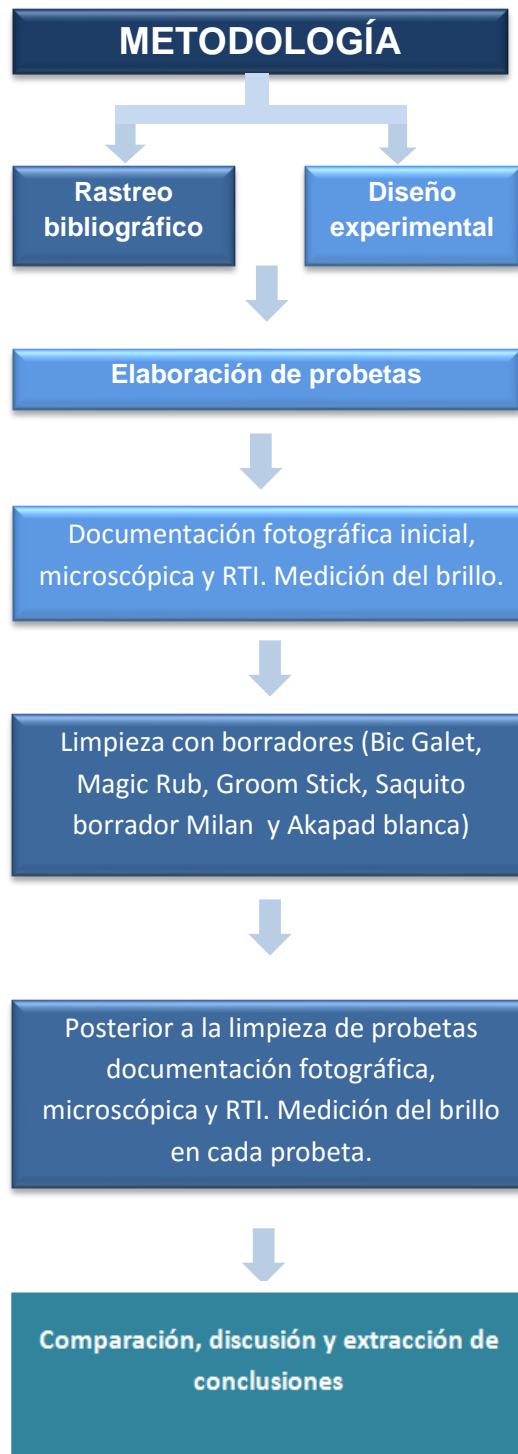 METODOLOGÍA
Rastreo
bibliográfico
Diseño
experimental
Elaboración de probetas
Documentación fotográfica inicial,
microscópica y RTI. Medición del brillo.
Limpieza con borradores (Bic Galet,
Magic Rub, Groom Stick, Saquito
borrador Milan y Akapad blanca)
Posterior a la limpieza de probetas
documentación fotográfica,
microscópica y RTI. Medición del brillo
en cada probeta.
Comparación, discusión y extracción de
conclusiones